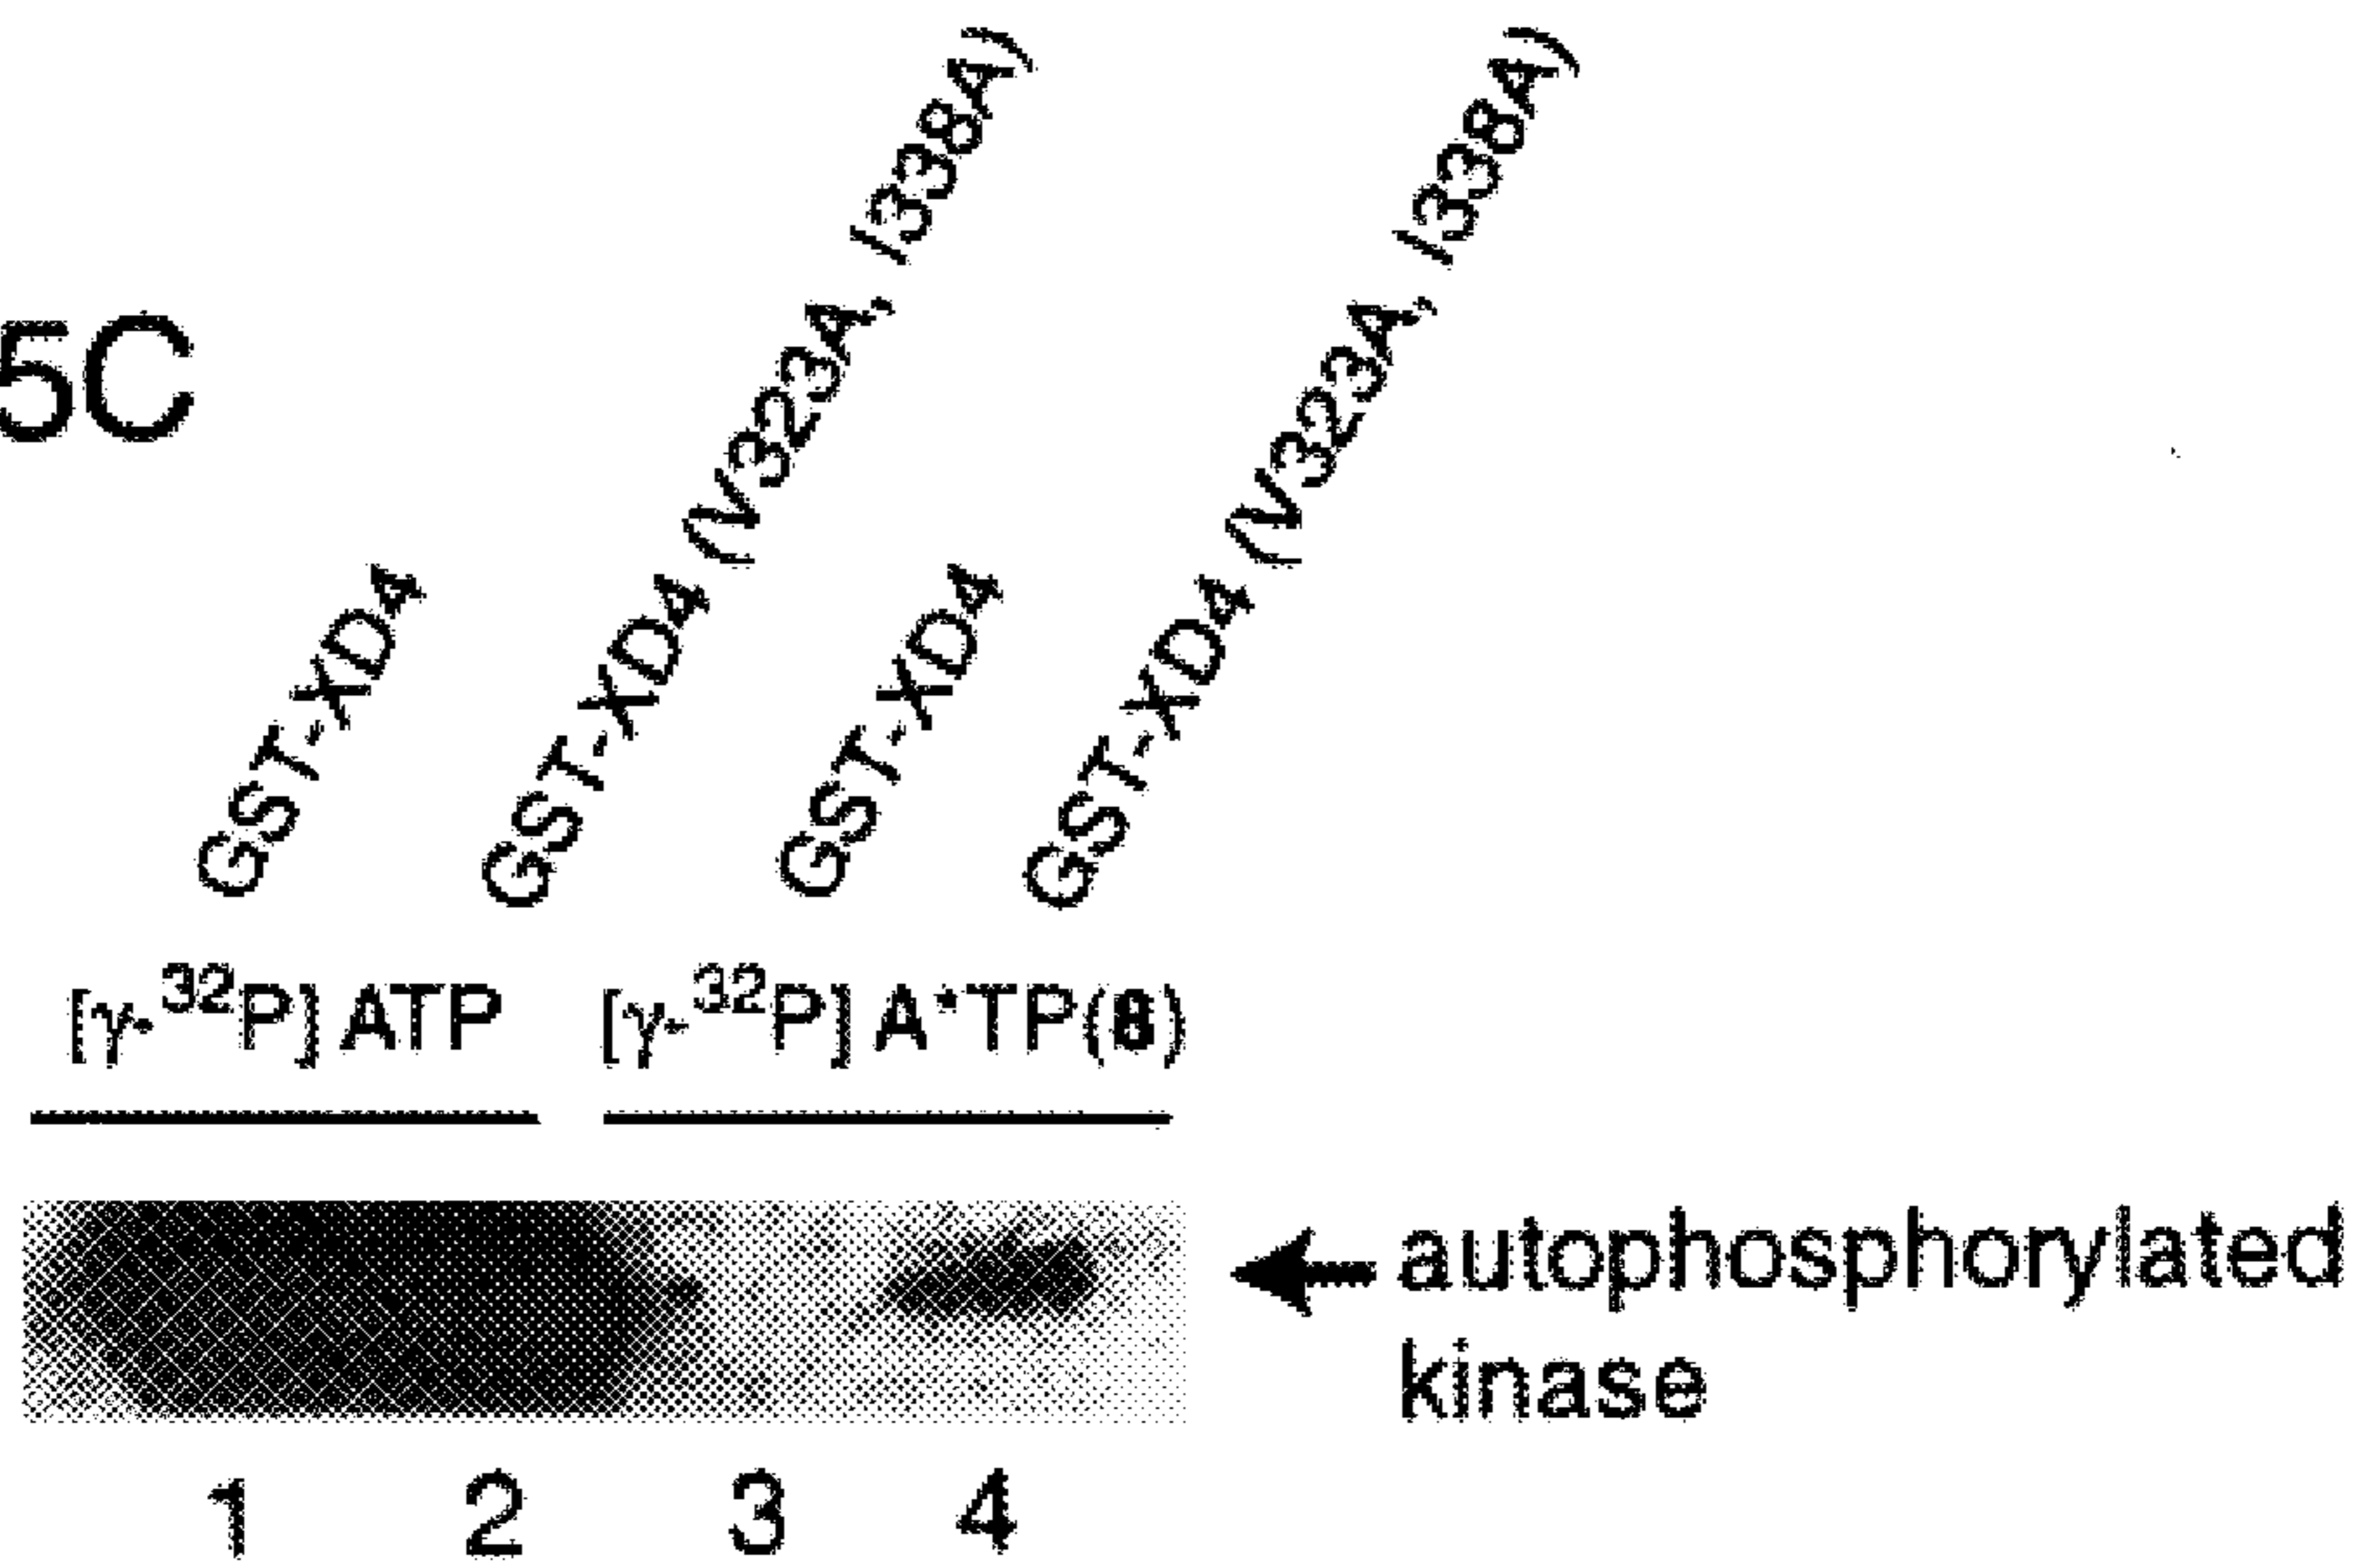 5C
GST-XD4
GST-XD4 (V323A, I338A)
GST-XD4
GST-XD4 (V323A, I338A)
[γ-³²P] ATP
[γ-³²P] A*TP(8)
autophosphorylated
kinase
1 2 3 4